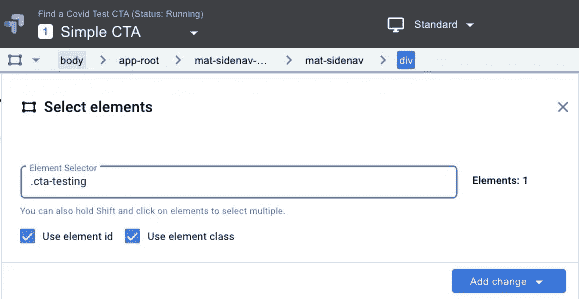 Find a Covid Test CTA (Status: Running)
1 Simple CTA
Standard
body > app-root > mat-sidenav-... > mat-sidenav > div
Select elements
Element Selector
.cta-testing
Elements: 1
You can also hold Shift and click on elements to select multiple.
Use element id Use element class
Add change